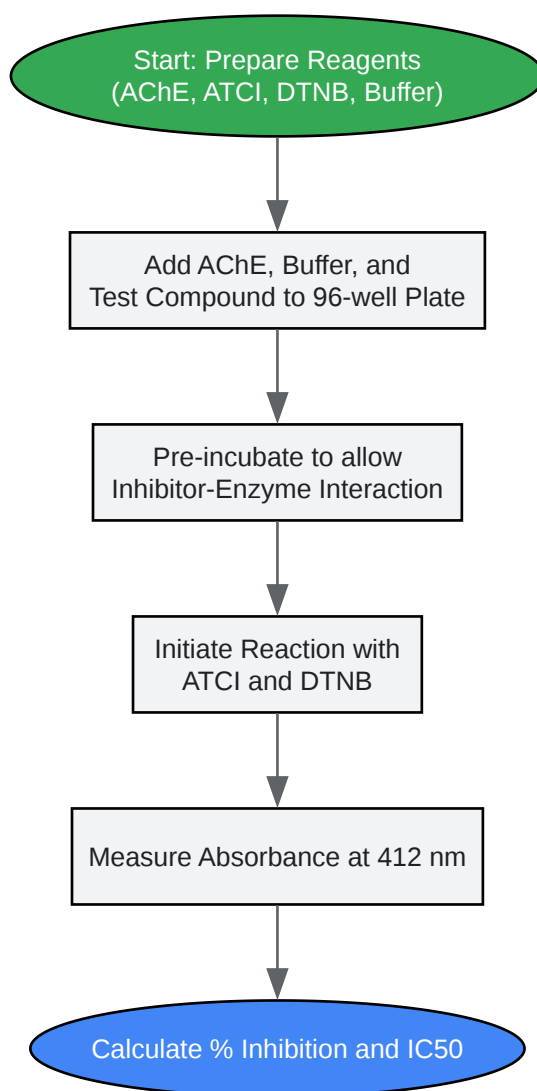 Start: Prepare Reagents
(AChE, ATCI, DTNB, Buffer)
Add AChE, Buffer, and
Test Compound to 96-well Plate
Pre-incubate to allow
Inhibitor-Enzyme Interaction
Initiate Reaction with
ATCI and DTNB
Measure Absorbance at 412 nm
Calculate % Inhibition and IC50